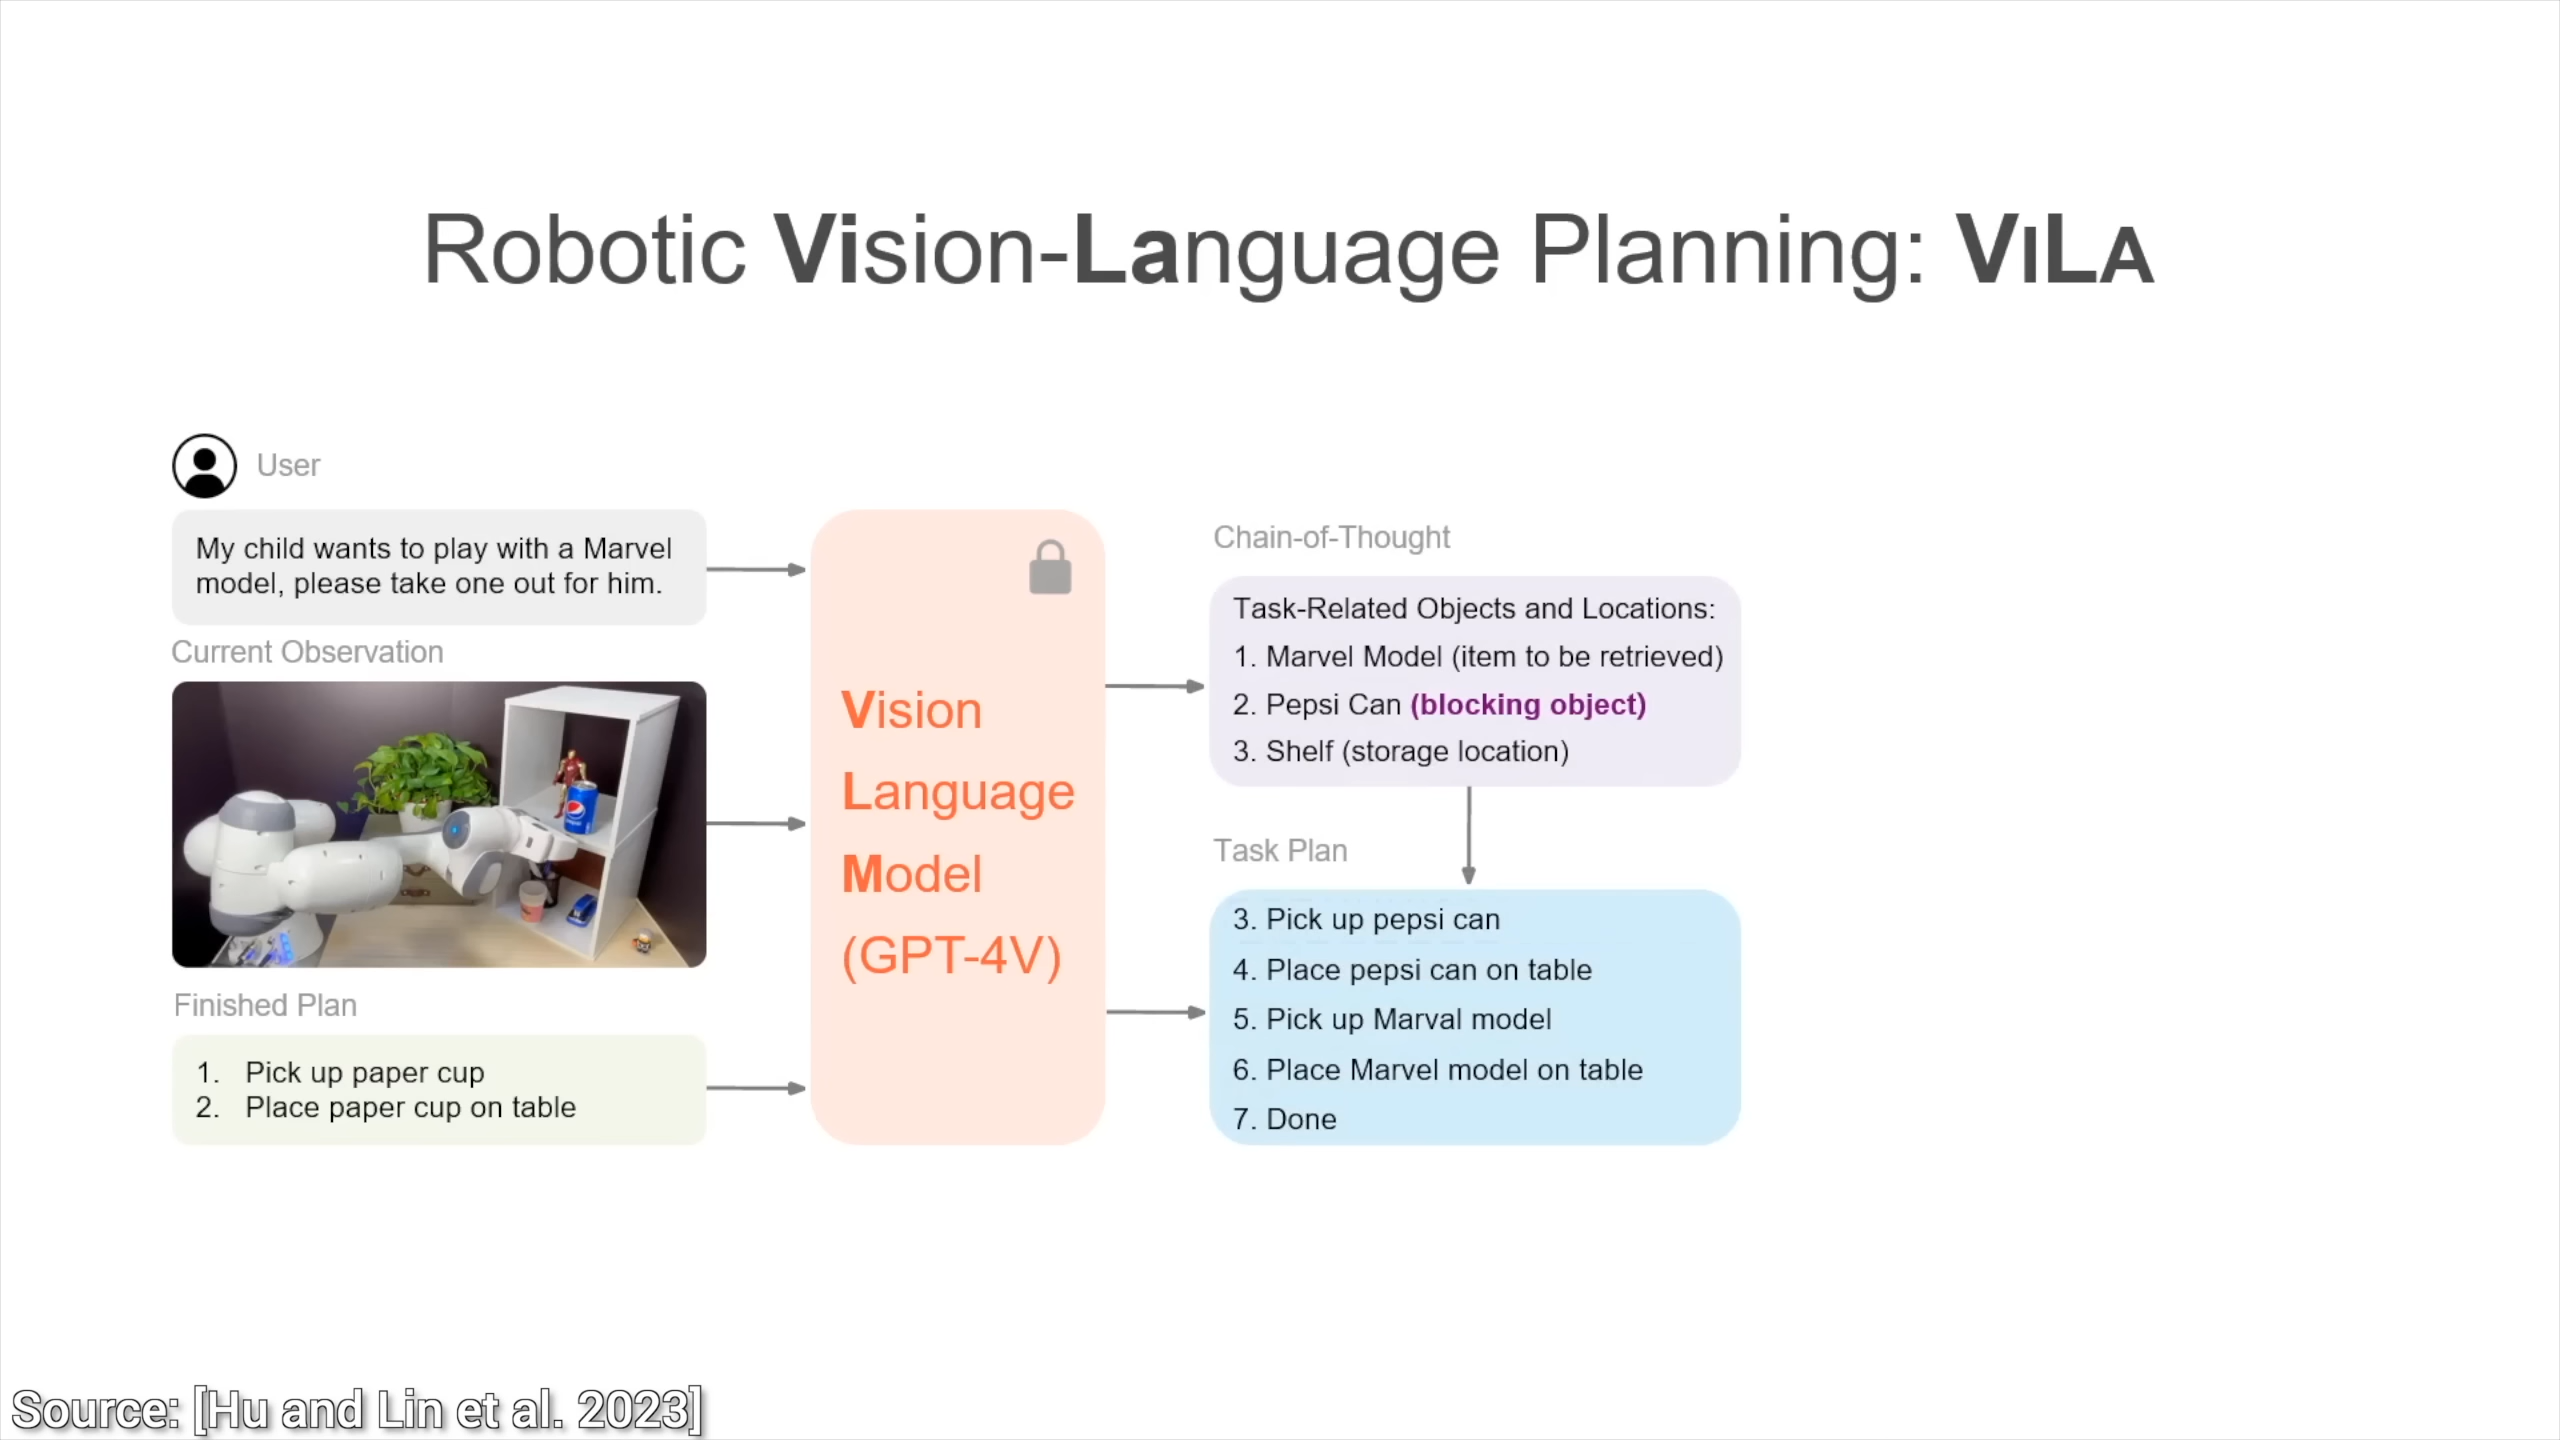 Robotic Vision-Language Planning: VILA
User
My child wants to play with a Marvel
model, please take one out for him.
Current Observation
Finished Plan
1. Pick up paper cup
2. Place paper cup on table
Vision
Language
Model
(GPT-4V)
Chain-of-Thought
Task-Related Objects and Locations:
1. Marvel Model (item to be retrieved)
2. Pepsi Can (blocking object)
3. Shelf (storage location)
Task Plan
3. Pick up pepsi can
4. Place pepsi can on table
5. Pick up Marval model
6. Place Marvel model on table
7. Done
Source: [Hu and Lin et al. 2023]